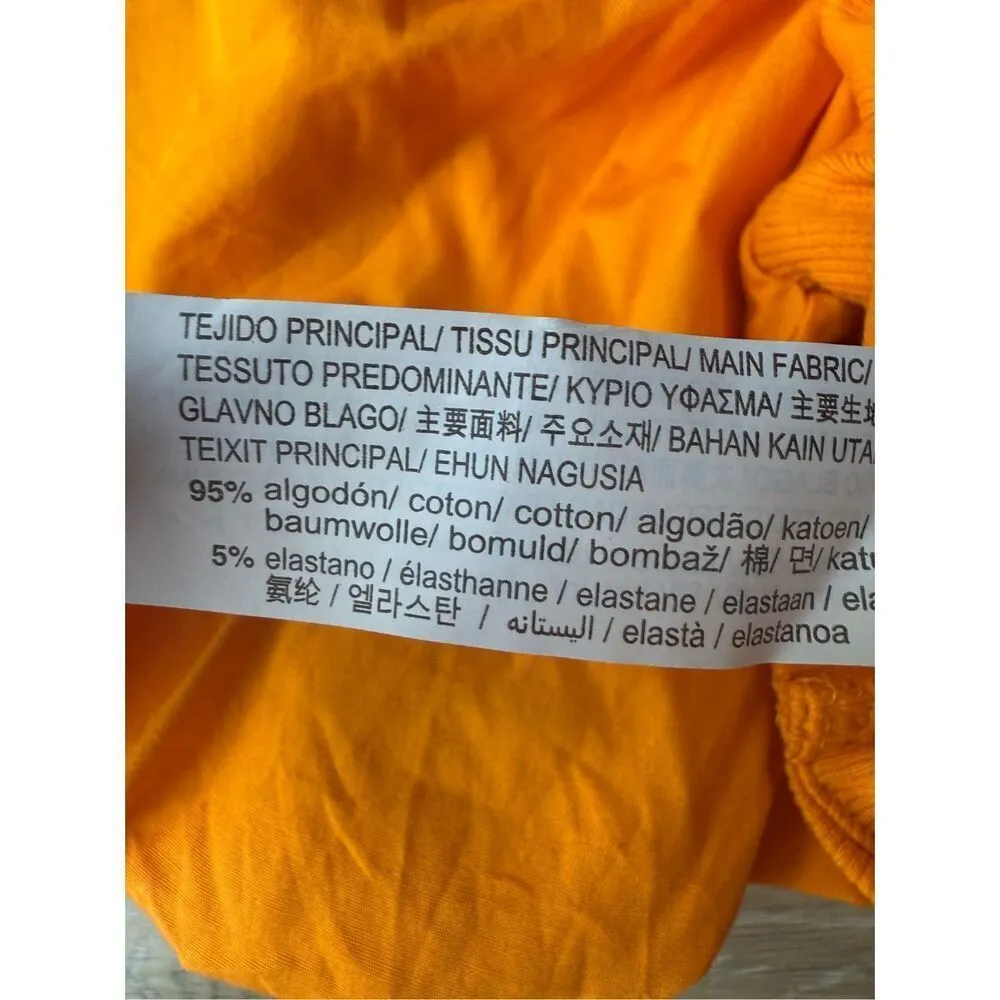 TEJIDO PRINCIPAL/ TISSU PRINCIPAL/ MAIN FABRIC/
TESSUTO PREDOMINANTE/ ΚΥΡΙΟ ΥΦΑΣΜΑ/ 主要生地
GLAVNO BLAGO/ 主要面料/ 주요소재/ BAHAN KAIN UTA
TEIXIT PRINCIPAL/ EHUN NAGUSIA
95% algodón/ coton/ cotton/ algodão/ katoen/
baumwolle/ bomuld/ bombaž/ 棉/ 면/ katu
5% elastano / élasthanne / elastane / elastaan / ela
氨纶 / 엘라스탄 / اليستانه / elastà / elastanoa